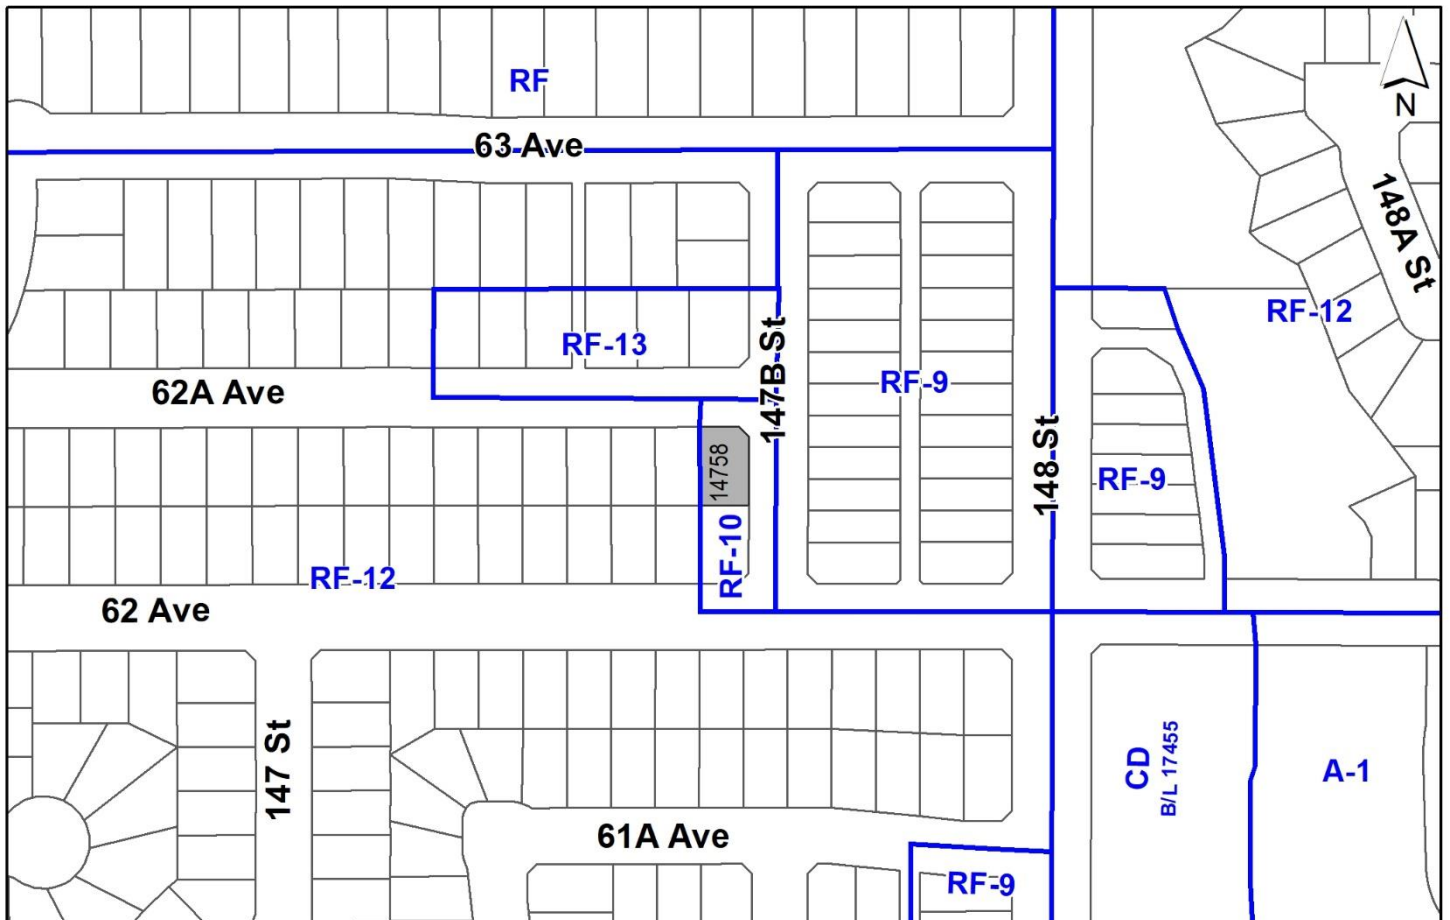 RF
N
63 Ave
148A St
RF-12
RF-13
147B St
RF-9
62A Ave
148 St
14758
RF-9
RF-10
RF-12
62 Ave
147 St
CD
B/L 17455
A-1
61A Ave
RF-9